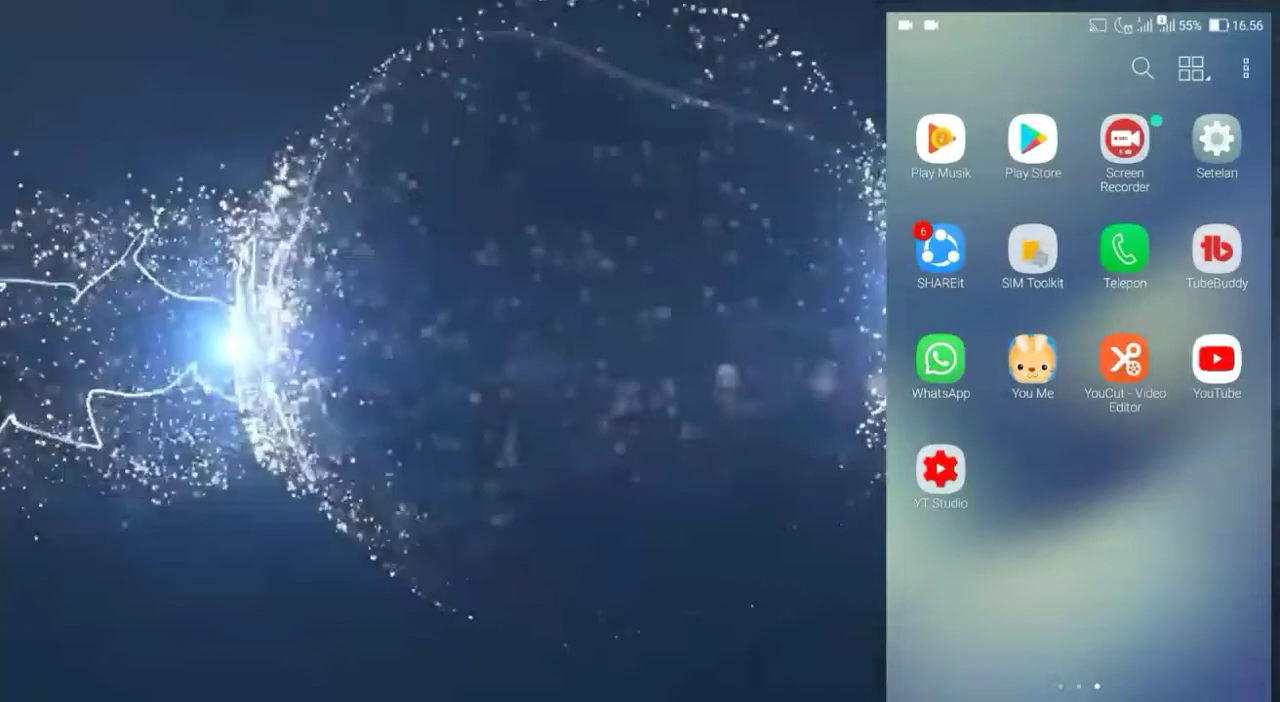 55% 16.56
Play Musik
Play Store
Screen
Recorder
Setelan
6
SHAREit
SIM Toolkit
Telepon
TubeBuddy
WhatsApp
You Me
YouCut - Video
Editor
YouTube
YT Studio